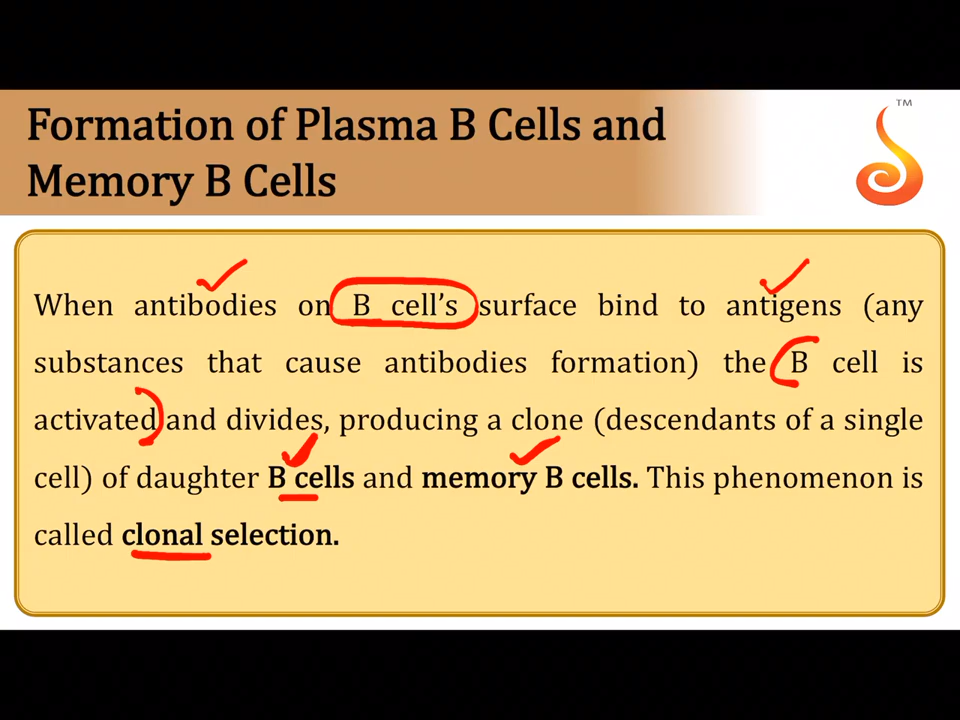 Formation of Plasma B Cells and
Memory B Cells
TM
When antibodies on B cell’s surface bind to antigens (any
substances that cause antibodies formation) the B cell is
activated and divides, producing a clone (descendants of a single
cell) of daughter B cells and memory B cells. This phenomenon is
called clonal selection.